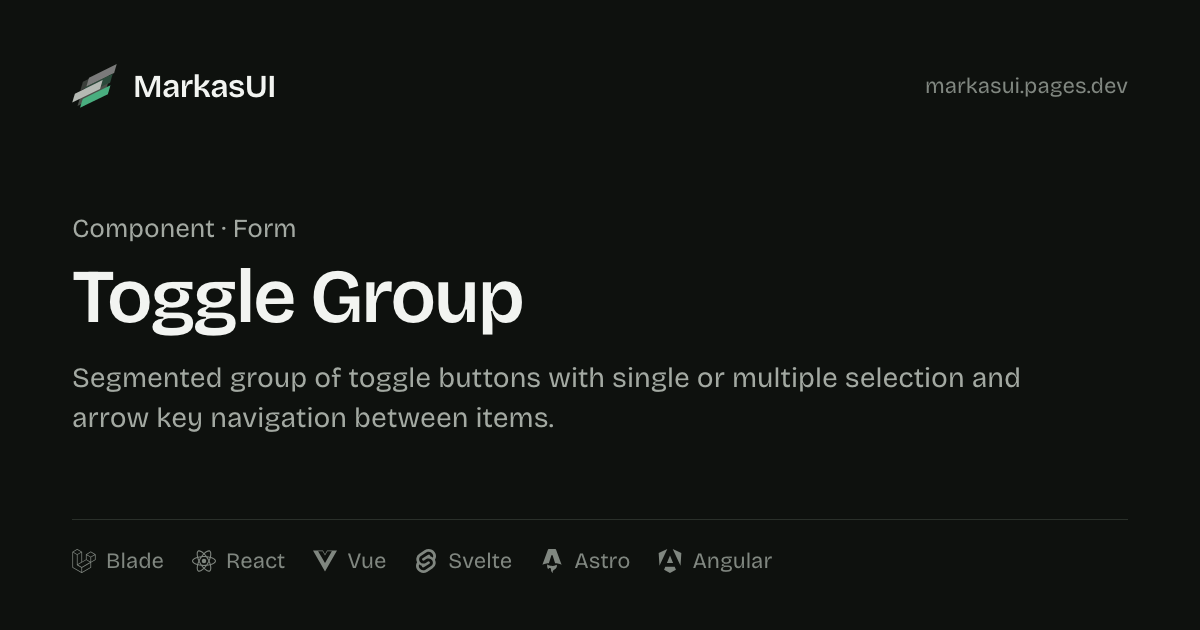 MarkasUI
markasui.pages.dev
Component · Form
Toggle Group
Segmented group of toggle buttons with single or multiple selection and
arrow key navigation between items.
Blade React Vue Svelte Astro Angular